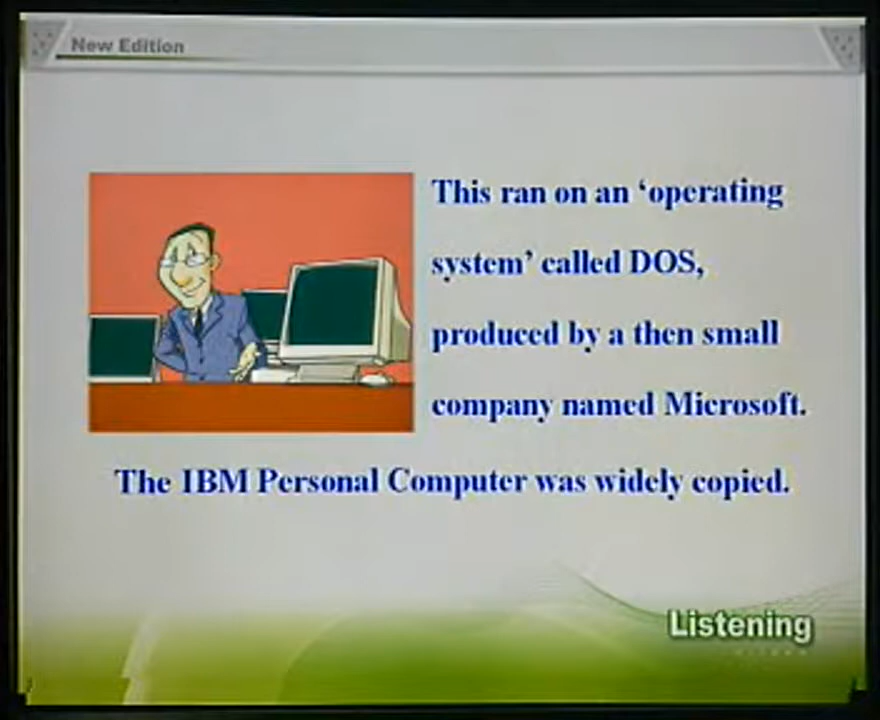 New Edition
This ran on an ‘operating
system’ called DOS,
produced by a then small
company named Microsoft.
The IBM Personal Computer was widely copied.
Listening